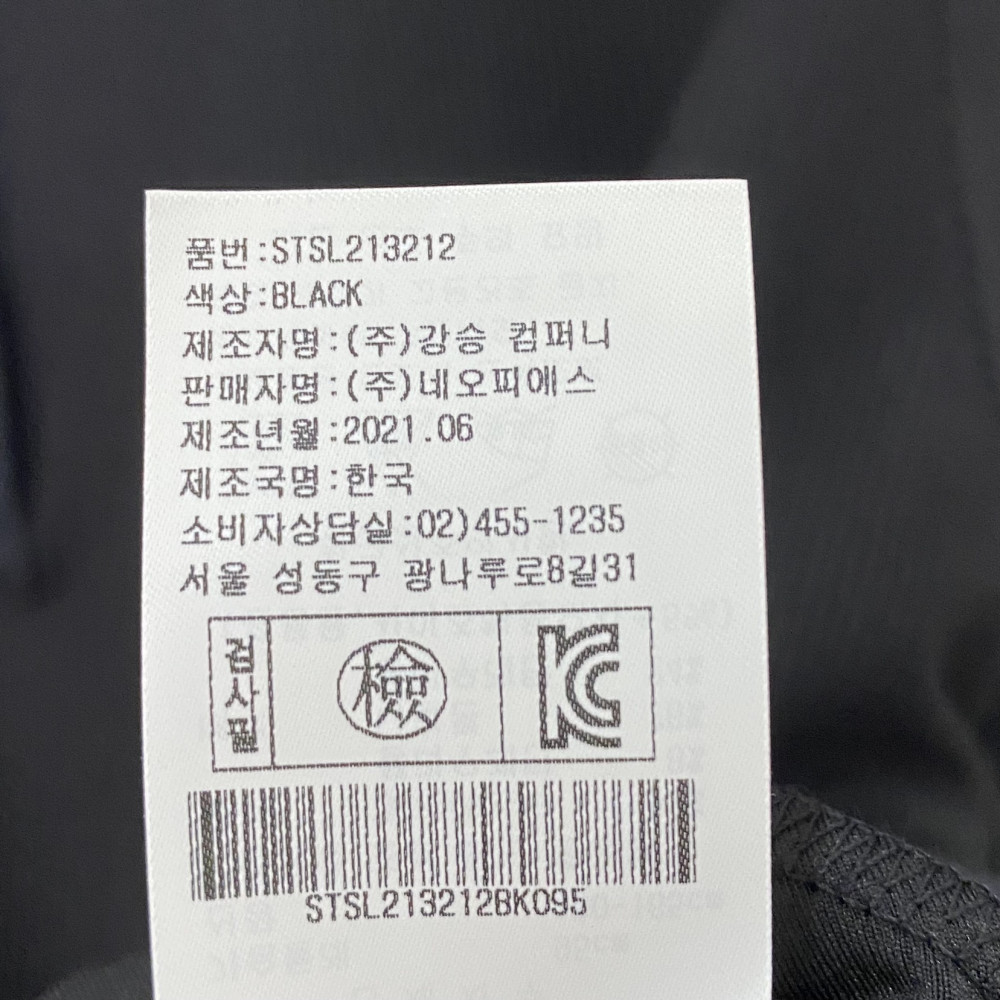 품번:STSL213212
색상:BLACK
제조자명:(주)강승 컴퍼니
판매자명:(주)네오피에스
제조년월:2021.06
제조국명:한국
소비자상담실:02)455-1235
서울 성동구 광나루로8길31
검사필
檢
KC
STSL213212BK095